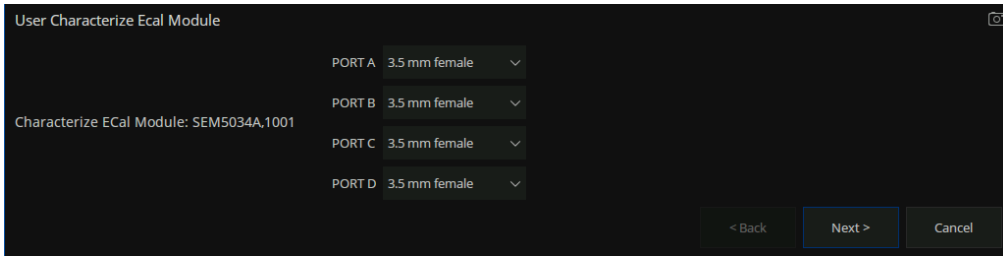 User Characterize Ecal Module
PORT A 3.5 mm female
PORT B 3.5 mm female
Characterize ECal Module: SEM5034A,1001
PORT C 3.5 mm female
PORT D 3.5 mm female
< Back Next > Cancel